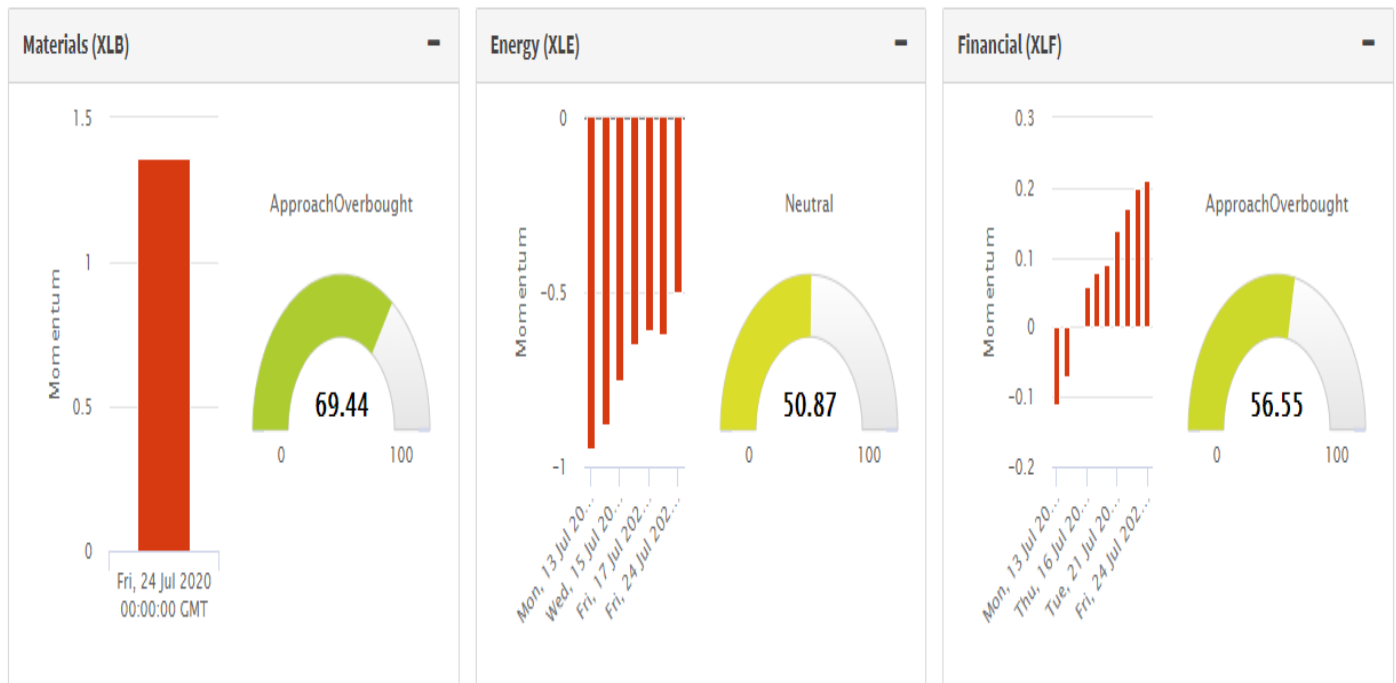 Materials (XLB)
-
1.5
1
0.5
0
Momentum
Fri, 24 Jul 2020
00:00:00 GMT
ApproachOverbought
69.44
0
100
Energy (XLE)
-
0
-0.5
-1
Momentum
Mon, 13 Jul 20...
Wed, 15 Jul 20...
Fri, 17 Jul 202...
Fri, 24 Jul 202...
Neutral
50.87
0
100
Financial (XLF)
-
0.3
0.2
0.1
0
-0.1
-0.2
Momentum
Mon, 13 Jul 20...
Thu, 16 Jul 20...
Tue, 21 Jul 20...
Fri, 24 Jul 202...
ApproachOverbought
56.55
0
100